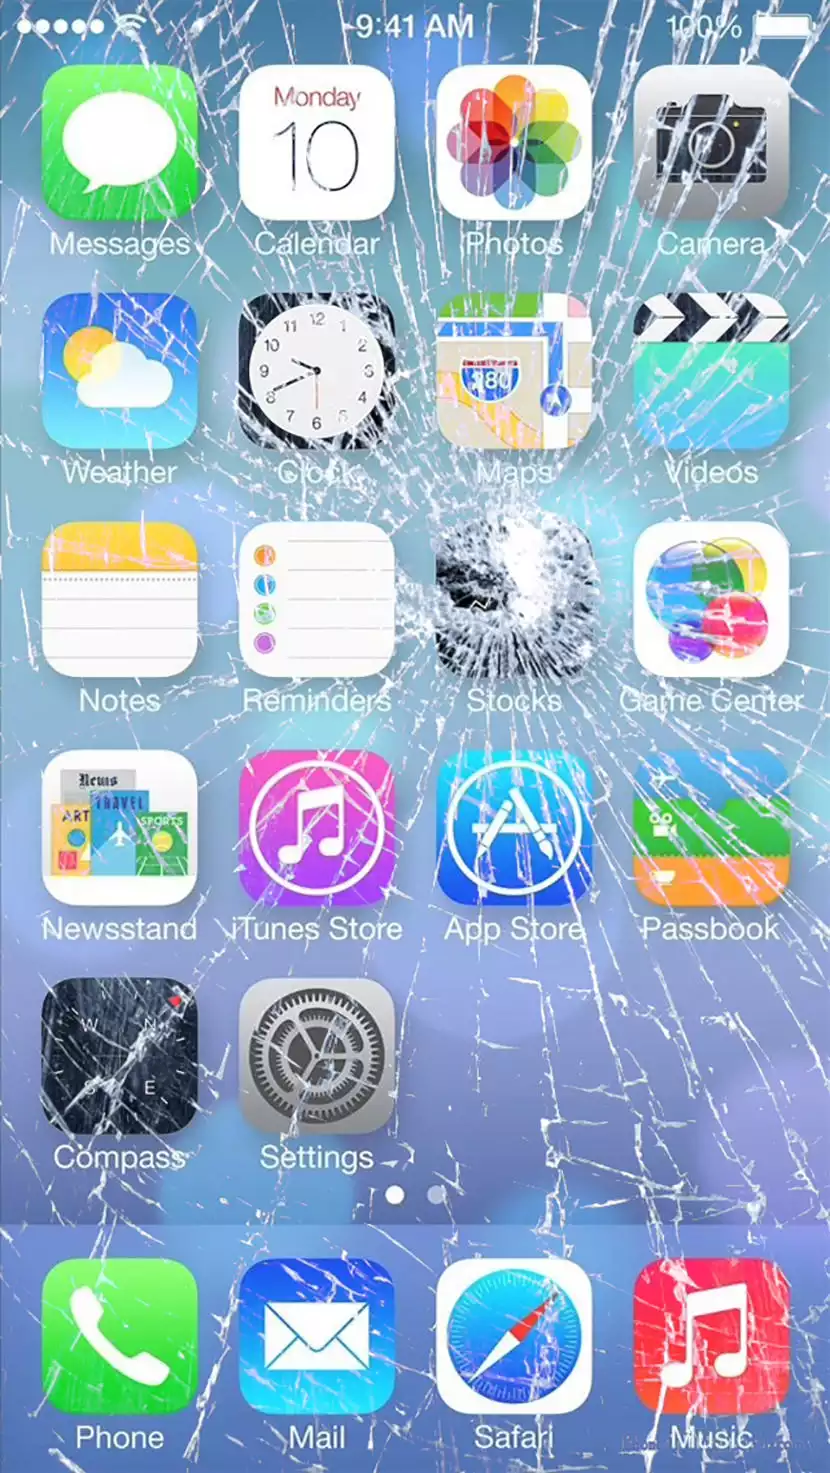 9:41 AM 100%
Monday
10
Messages Calendar Photos Camera
12
11 1
10 2
9 3
8 4
7 5
6
280
Weather Clock Maps Videos
Notes Reminders Stocks Game Center
News
TRAVEL
ART SPORTS
Newsstand iTunes Store App Store Passbook
W N
S E
Compass Settings
Phone Mail Safari Music